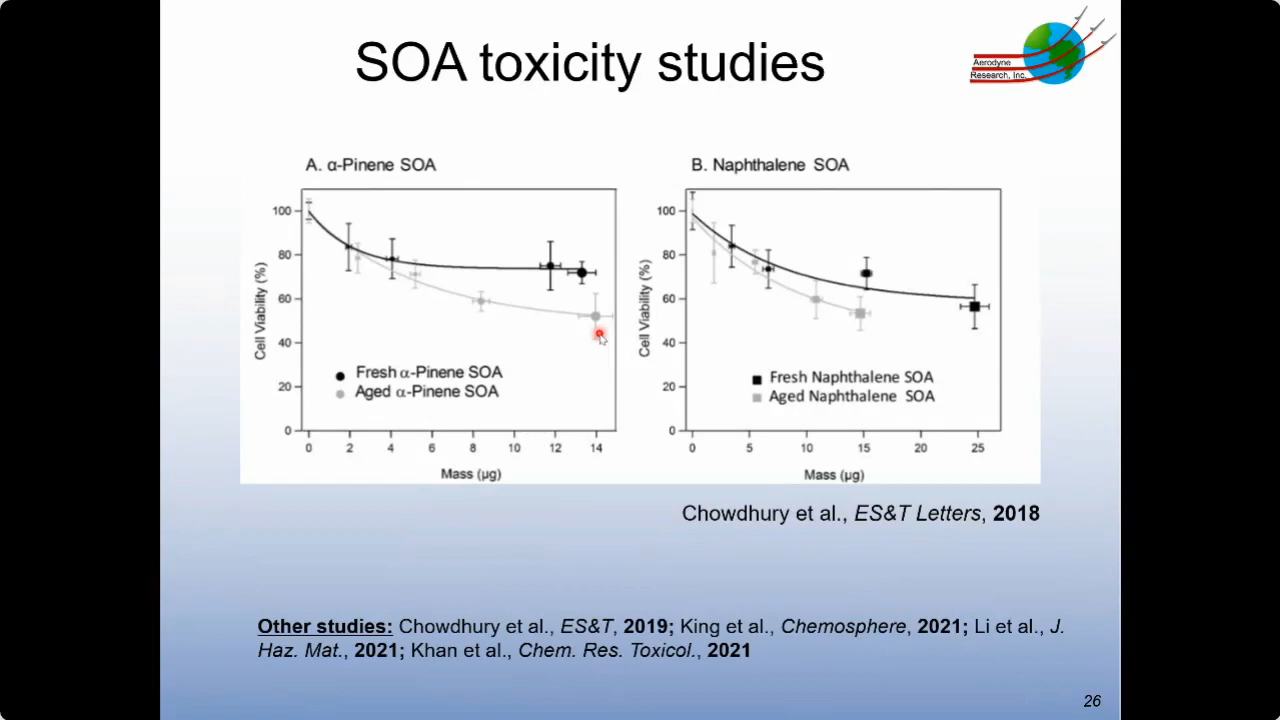 SOA toxicity studies
Aerodyne
Research, Inc.
A. α-Pinene SOA
100
80
60
40
20
0
Cell Viability (%)
Fresh α-Pinene SOA
Aged α-Pinene SOA
0 2 4 6 8 10 12 14
Mass (µg)
B. Naphthalene SOA
100
80
60
40
20
0
Cell Viability (%)
Fresh Naphthalene SOA
Aged Naphthalene SOA
0 5 10 15 20 25
Mass (µg)
Chowdhury et al., ES&T Letters, 2018
Other studies: Chowdhury et al., ES&T, 2019; King et al., Chemosphere, 2021; Li et al., J.
Haz. Mat., 2021; Khan et al., Chem. Res. Toxicol., 2021
26